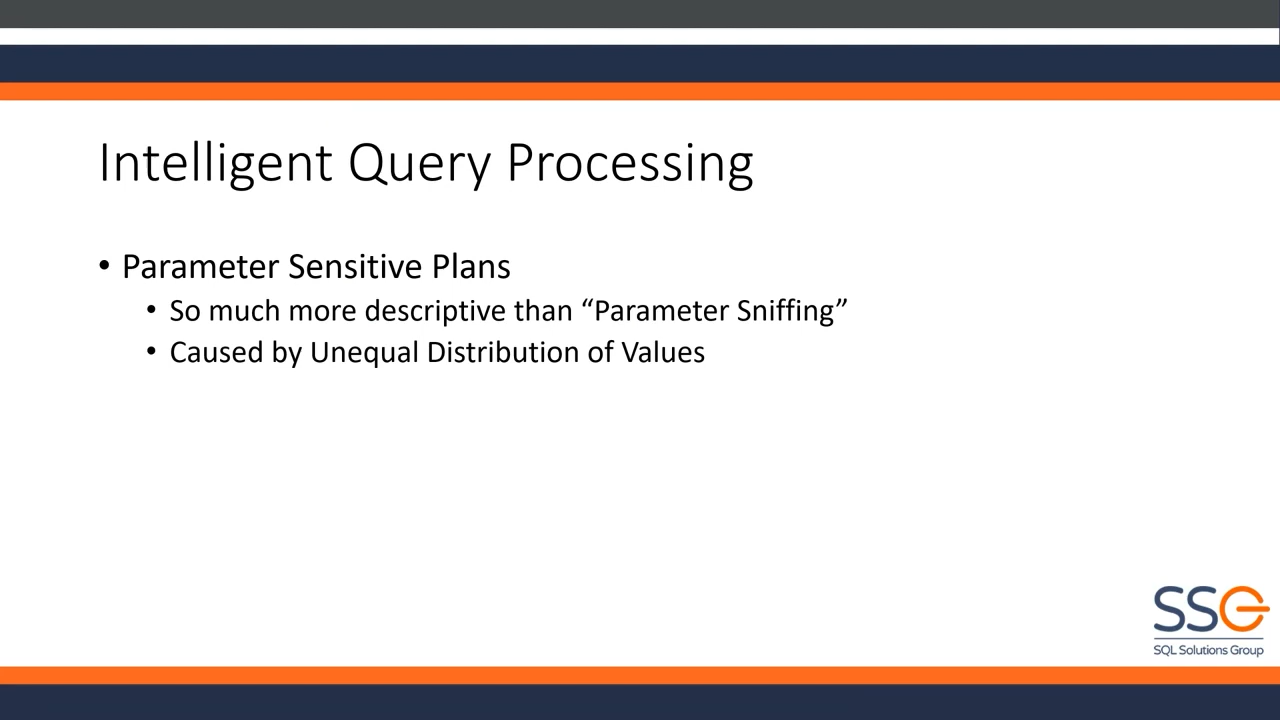 Intelligent Query Processing
• Parameter Sensitive Plans
• So much more descriptive than “Parameter Sniffing”
• Caused by Unequal Distribution of Values
SSG
SQL Solutions Group